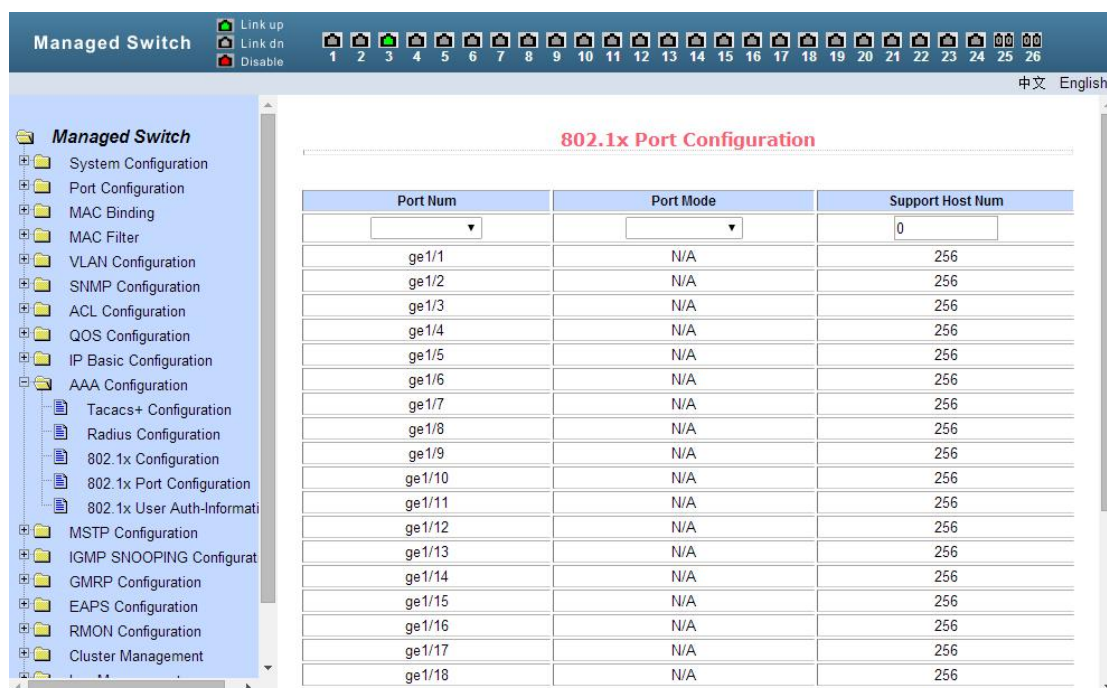 Managed Switch
Link up
Link dn
Disable
1 2 3 4 5 6 7 8 9 10 11 12 13 14 15 16 17 18 19 20 21 22 23 24 25 26
中文 English
Managed Switch
System Configuration
Port Configuration
MAC Binding
MAC Filter
VLAN Configuration
SNMP Configuration
ACL Configuration
QOS Configuration
IP Basic Configuration
AAA Configuration
Tacacs+ Configuration
Radius Configuration
802.1x Configuration
802.1x Port Configuration
802.1x User Auth-Informati
MSTP Configuration
IGMP SNOOPING Configurat
GMRP Configuration
EAPS Configuration
RMON Configuration
Cluster Management
802.1x Port Configuration
Port Num Port Mode Support Host Num
0
ge1/1 N/A 256
ge1/2 N/A 256
ge1/3 N/A 256
ge1/4 N/A 256
ge1/5 N/A 256
ge1/6 N/A 256
ge1/7 N/A 256
ge1/8 N/A 256
ge1/9 N/A 256
ge1/10 N/A 256
ge1/11 N/A 256
ge1/12 N/A 256
ge1/13 N/A 256
ge1/14 N/A 256
ge1/15 N/A 256
ge1/16 N/A 256
ge1/17 N/A 256
ge1/18 N/A 256